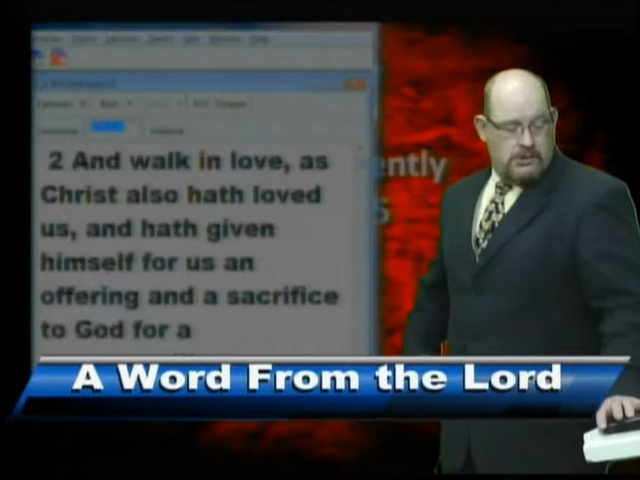 2 And walk in love, as
Christ also hath loved
us, and hath given
himself for us an
offering and a sacrifice
to God for a
ently
5
A Word From the Lord